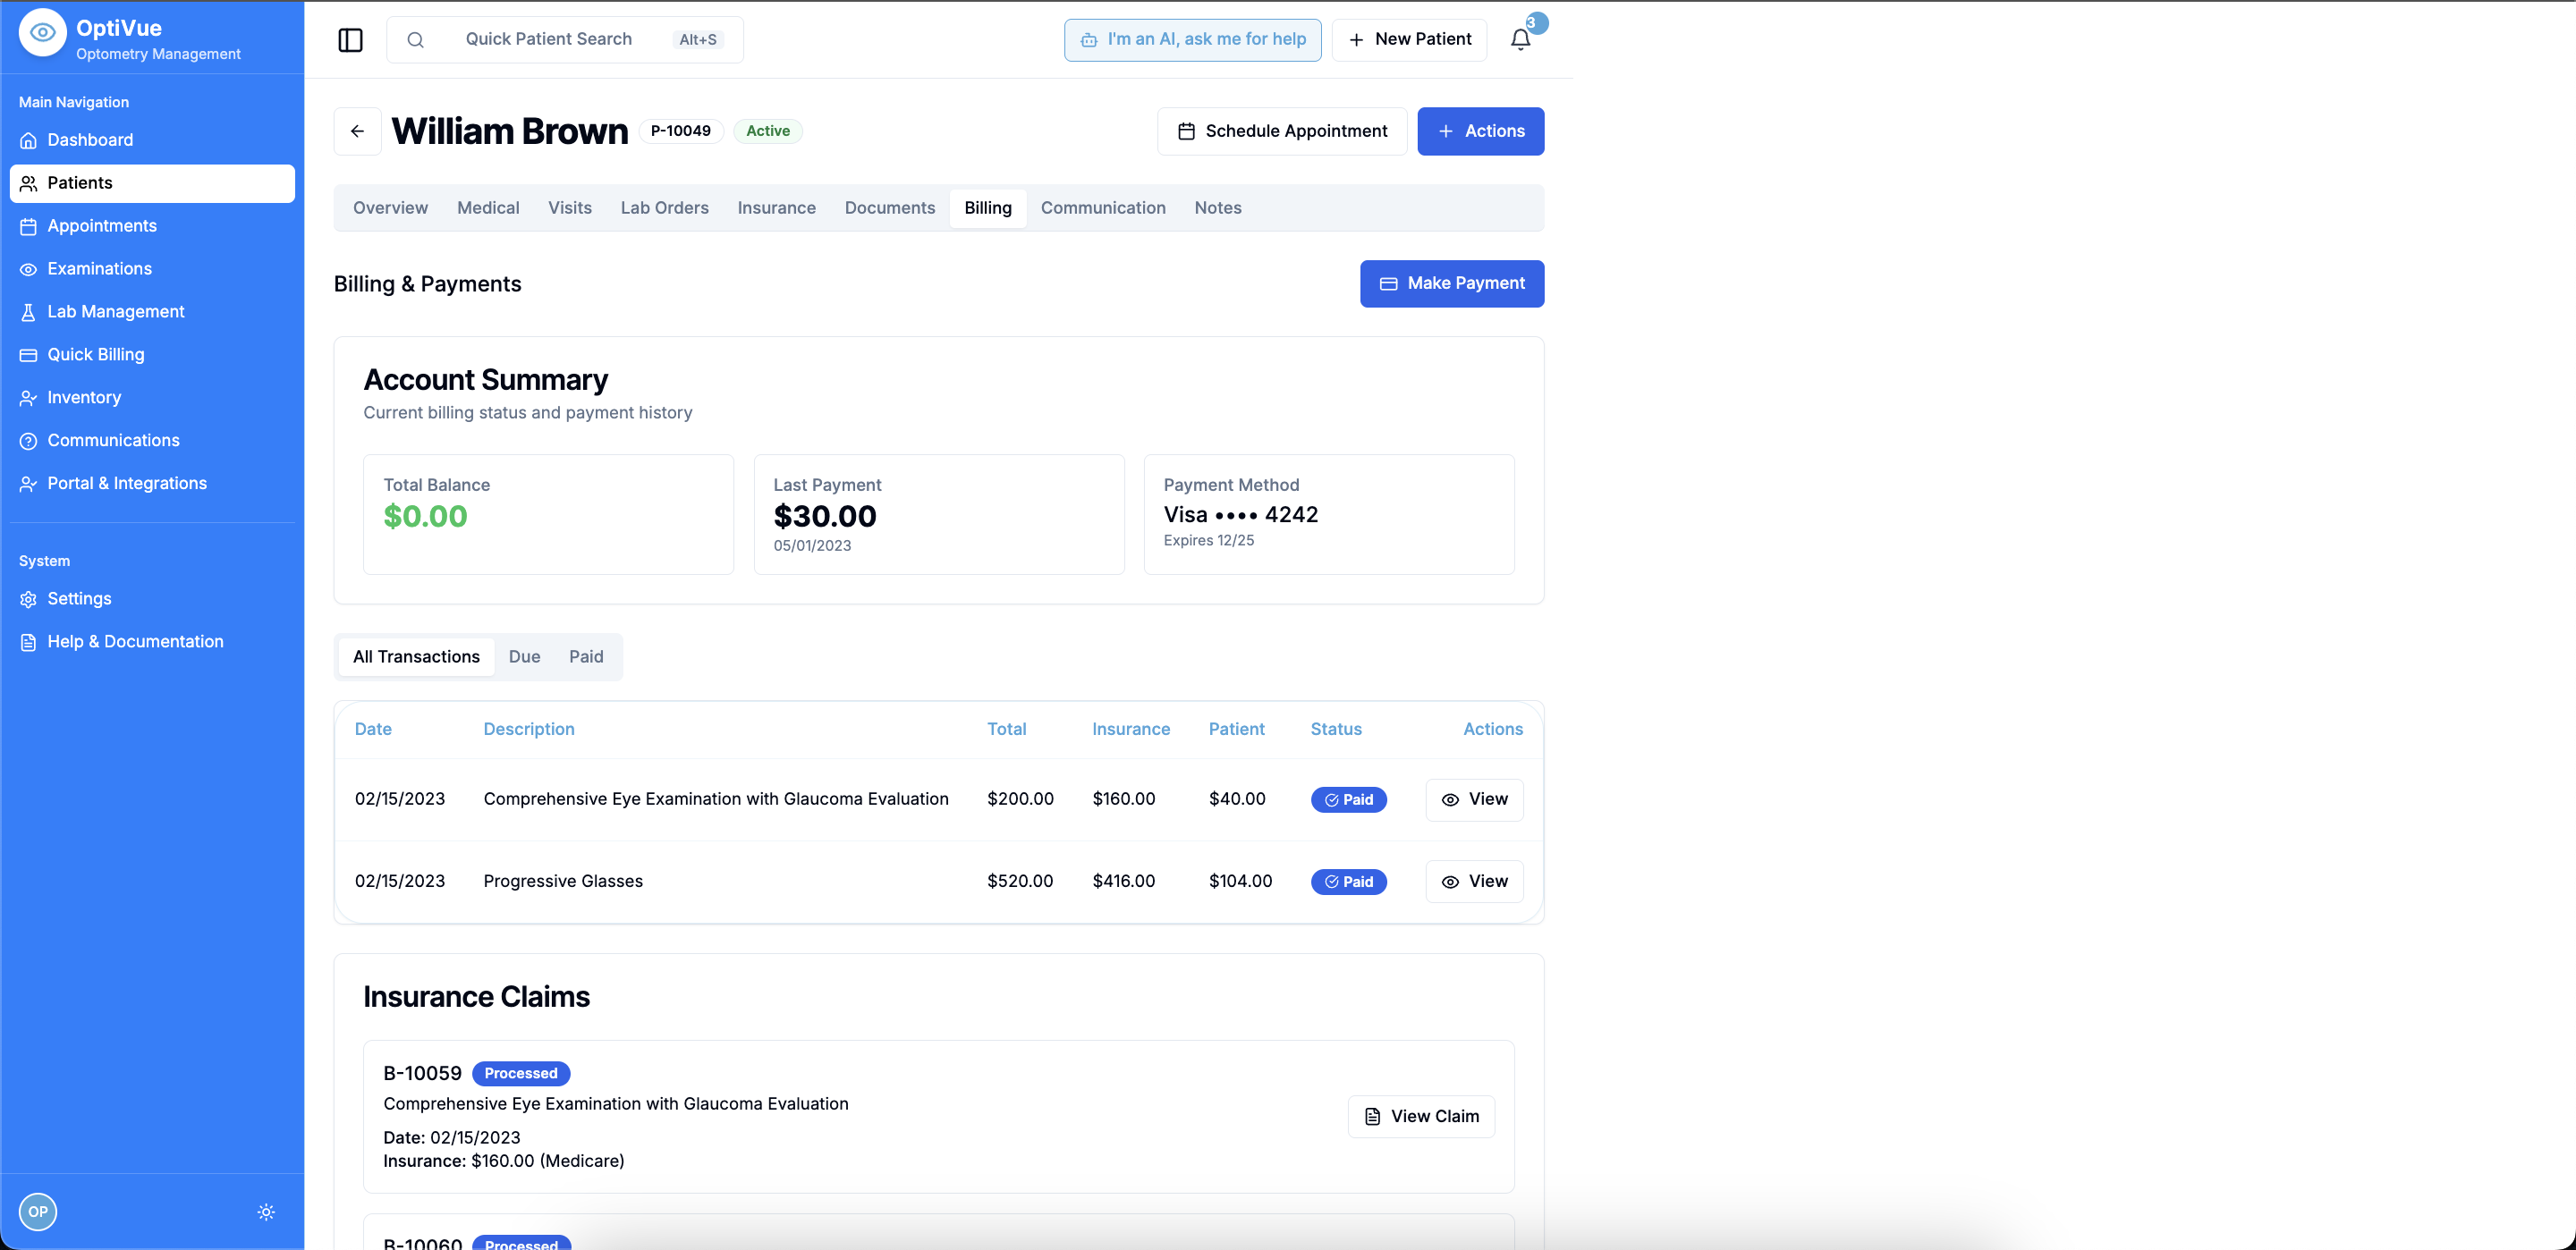 OptiVue
Optometry Management
Main Navigation
Dashboard
Patients
Appointments
Examinations
Lab Management
Quick Billing
Inventory
Communications
Portal & Integrations
System
Settings
Help & Documentation
OP
Quick Patient Search Alt+S
I'm an AI, ask me for help
New Patient
3
William Brown P-10049 Active
Schedule Appointment
Actions
Overview Medical Visits Lab Orders Insurance Documents Billing Communication Notes
Billing & Payments
Make Payment
Account Summary
Current billing status and payment history
Total Balance
$0.00
Last Payment
$30.00
05/01/2023
Payment Method
Visa •••• 4242
Expires 12/25
All Transactions Due Paid
Date Description Total Insurance Patient Status Actions
02/15/2023 Comprehensive Eye Examination with Glaucoma Evaluation $200.00 $160.00 $40.00 Paid View
02/15/2023 Progressive Glasses $520.00 $416.00 $104.00 Paid View
Insurance Claims
B-10059 Processed
Comprehensive Eye Examination with Glaucoma Evaluation
Date: 02/15/2023
Insurance: $160.00 (Medicare)
View Claim
B-10060 Processed